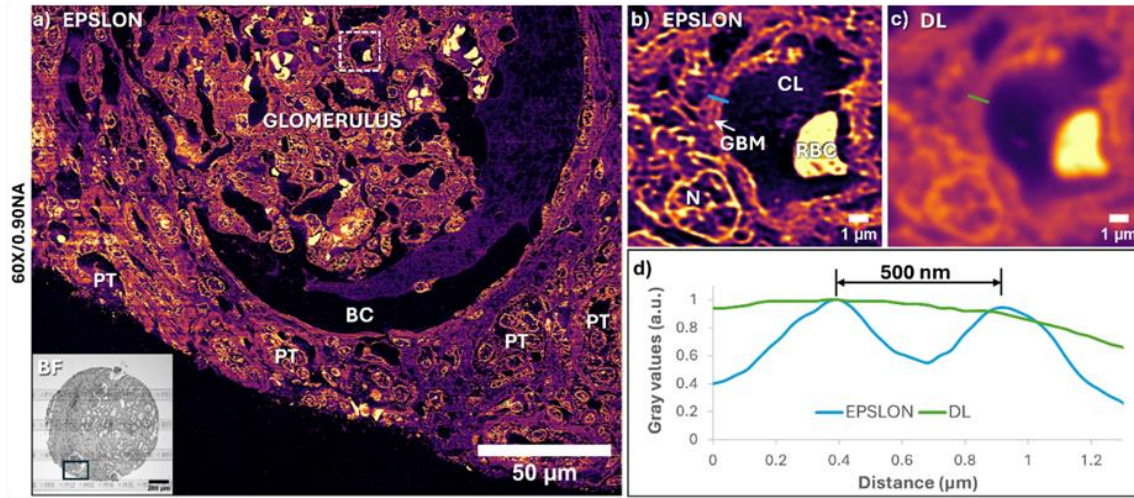 a) EPSLON
GLOMERULUS
PT
BC
PT
PT
PT
60X/0.90NA
BF
50 µm
b) EPSLON
CL
GBM
RBC
N
1 µm
c) DL
1 µm
d)
500 nm
Gray values (a.u.)
1
0.8
0.6
0.4
0.2
0
EPSLON
DL
0
0.2
0.4
0.6
0.8
1
1.2
Distance (µm)